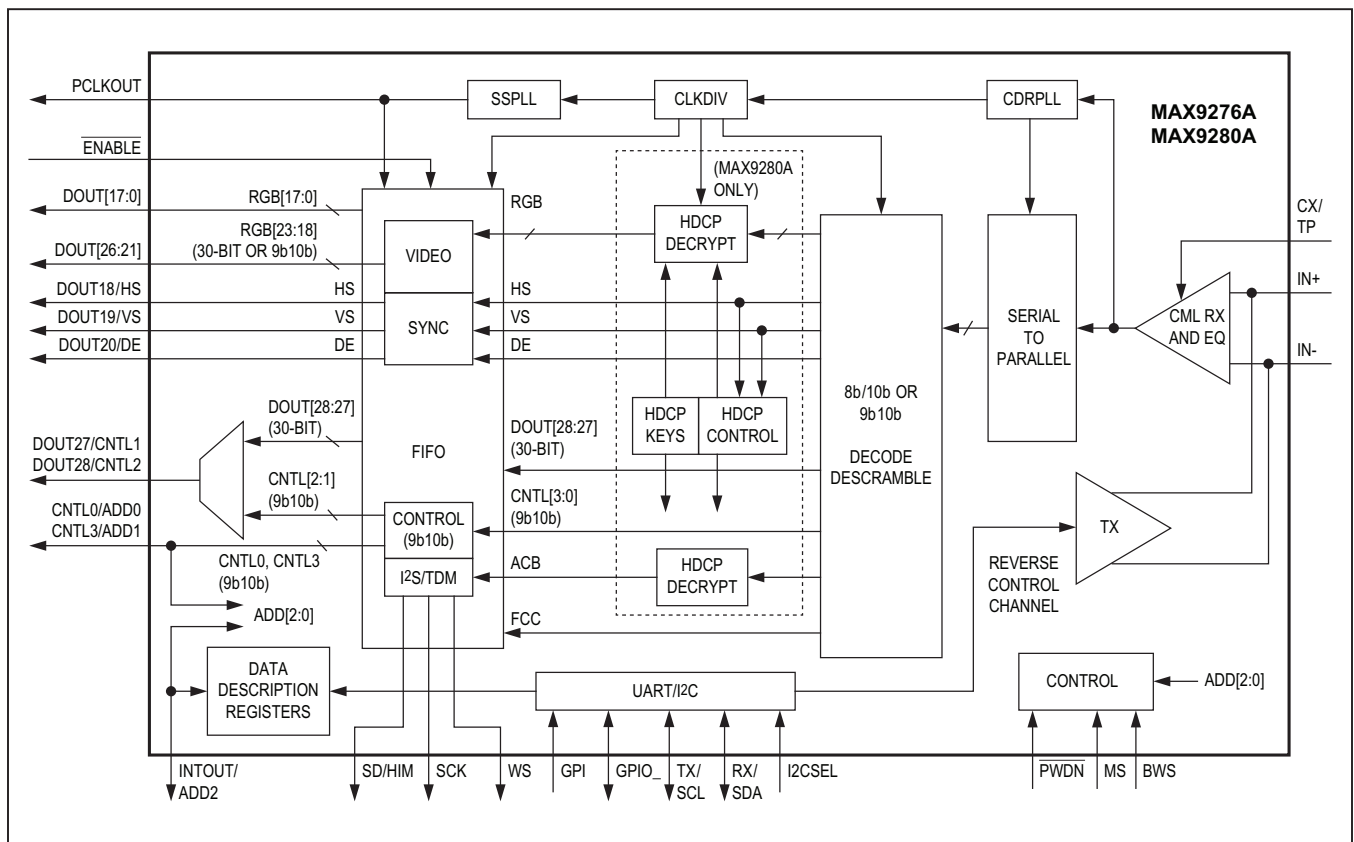 PCLKOUT
SSPLL
CLKDIV
CDRPLL
MAX9276A
MAX9280A
ENABLE
(MAX9280A
ONLY)
DOUT[17:0]
RGB[17:0]
RGB
HDCP
DECRYPT
CX/
TP
RGB[23:18]
(30-BIT OR 9b10b)
DOUT[26:21]
VIDEO
IN+
DOUT18/HS
HS
HS
DOUT19/VS
VS
SYNC
VS
DOUT20/DE
DE
DE
SERIAL
TO
PARALLEL
CML RX
AND EQ
IN-
8b/10b OR
9b10b
DECODE
DESCRAMBLE
HDCP
KEYS
HDCP
CONTROL
DOUT[28:27]
(30-BIT)
DOUT[28:27]
(30-BIT)
DOUT27/CNTL1
DOUT28/CNTL2
FIFO
CNTL[2:1]
(9b10b)
CNTL[3:0]
(9b10b)
CNTL0/ADD0
CNTL3/ADD1
CONTROL
(9b10b)
TX
CNTL0, CNTL3
(9b10b)
I2S/TDM
ACB
HDCP
DECRYPT
REVERSE
CONTROL
CHANNEL
ADD[2:0]
FCC
DATA
DESCRIPTION
REGISTERS
UART/I2C
CONTROL
ADD[2:0]
INTOUT/
ADD2
SD/HIM
SCK
WS
GPI
GPIO_
TX/
SCL
RX/
SDA
I2CSEL
PWDN
MS
BWS